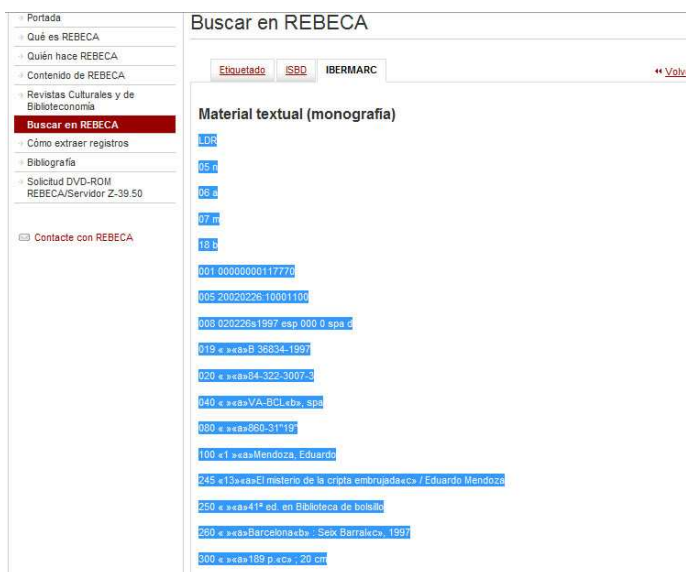 Portada
Qué es REBECA
Quién hace REBECA
Contenido de REBECA
Revistas Culturales y de
Biblioteconomía
Buscar en REBECA
Cómo extraer registros
Bibliografía
Solicitud DVD-ROM
REBECA/Servidor Z-39.50
Contacte con REBECA
Buscar en REBECA
Etiquetado ISBD IBERMARC
Volve
Material textual (monografía)
LDR
05 n
06 a
07 m
18 b
001 00000000117770
005 20020226:10001100
008 020226s1997 esp 000 0 spa d
019 « »«a»B 36834-1997
020 « »«a»84-322-3007-3
040 « »«a»VA-BCL«b», spa
080 « »«a»860-31"19"
100 «1 »«a»Mendoza, Eduardo
245 «13»«a»El misterio de la cripta embrujada«c» / Eduardo Mendoza
250 « »«a»41ª ed. en Biblioteca de bolsillo
260 « »«a»Barcelona«b» : Seix Barral«c», 1997
300 « »«a»189 p.«c» ; 20 cm